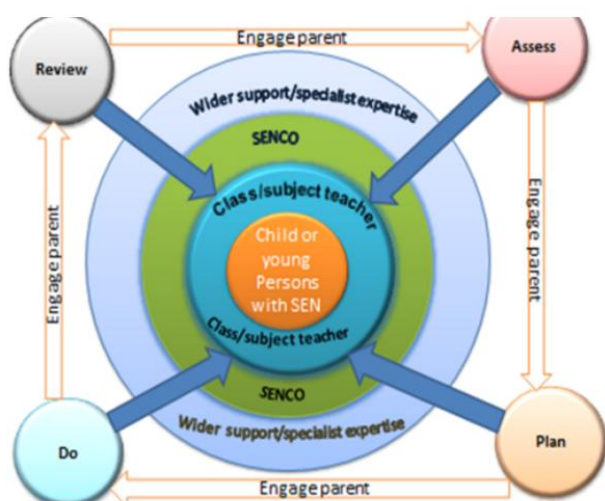 Engage parent
Review
Assess
Wider support/specialist expertise
SENCO
Class/subject teacher
Child or
young
Persons
with SEN
Engage parent
Engage parent
Class/subject teacher
SENCO
Wider support/specialist expertise
Do
Plan
Engage parent